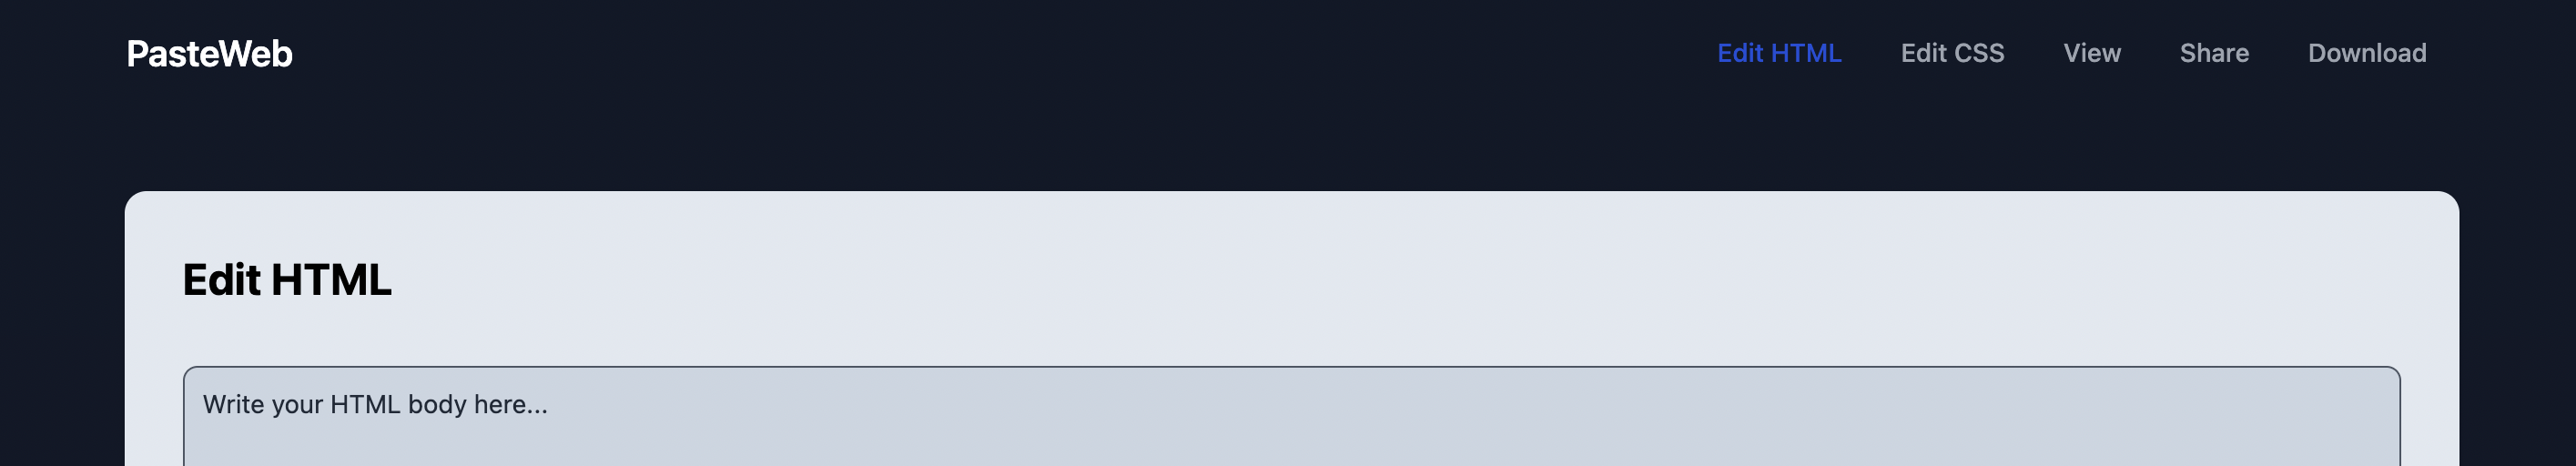 PasteWeb
Edit HTML
Edit CSS
View
Share
Download
Edit HTML
Write your HTML body here...